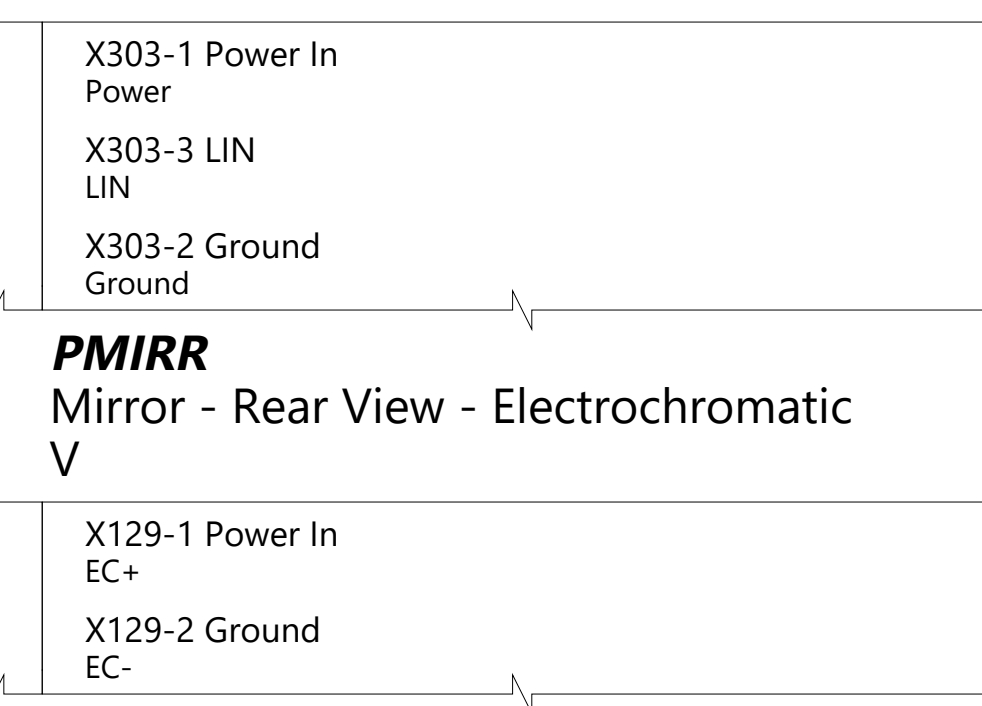 X303-1 Power In
Power
X303-3 LIN
LIN
X303-2 Ground
Ground
PMIRR
Mirror - Rear View - Electrochromatic
V
X129-1 Power In
EC+
X129-2 Ground
EC-